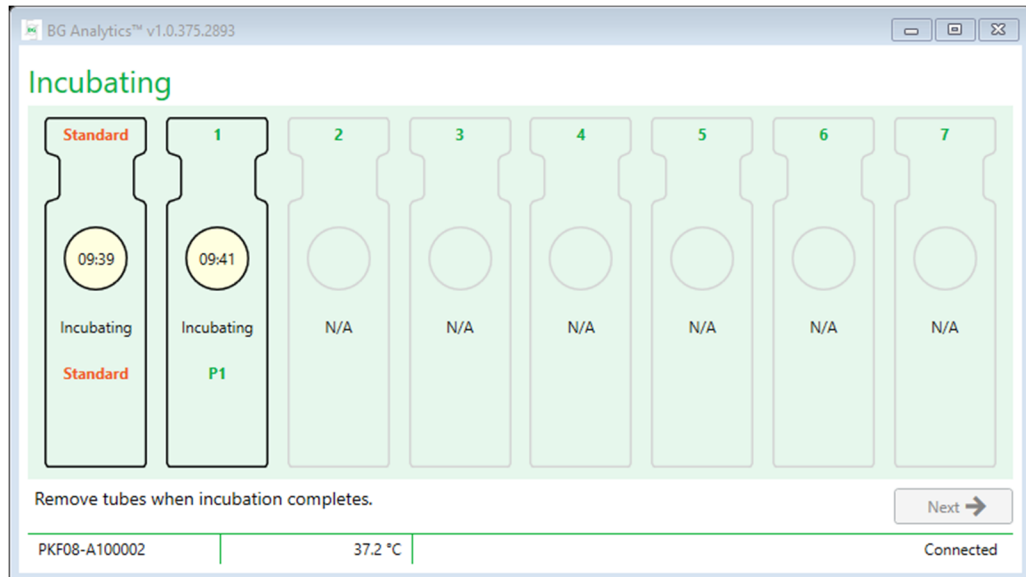 BG Analytics™ v1.0.375.2893
Incubating
Standard 1 2 3 4 5 6 7
09:39 09:41
Incubating Incubating N/A N/A N/A N/A N/A N/A
Standard P1
Remove tubes when incubation completes.
Next
PKF08-A100002 37.2 °C Connected